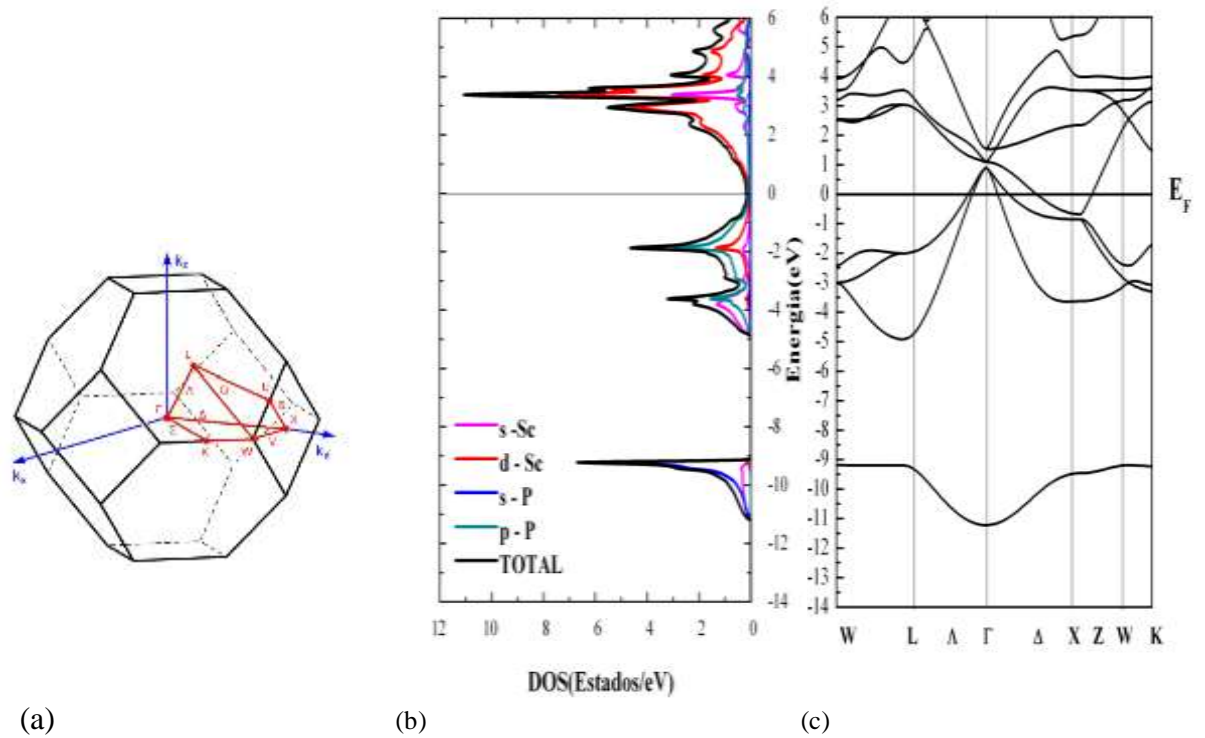 kz
L
Λ
Q
Γ
Δ
Σ
K
W
U
S
X
kx
ky
s -Sc
d - Sc
s - P
p - P
TOTAL
12 10 8 6 4 2 0
DOS(Estados/eV)
6
4
2
0
-2
-4
-6
-8
-10
-12
-14
Energia(eV)
6
5
4
3
2
1
0
-1
-2
-3
-4
-5
-6
-7
-8
-9
-10
-11
-12
-13
-14
E_F
W L Λ Γ Δ X Z W K
(a) (b) (c)